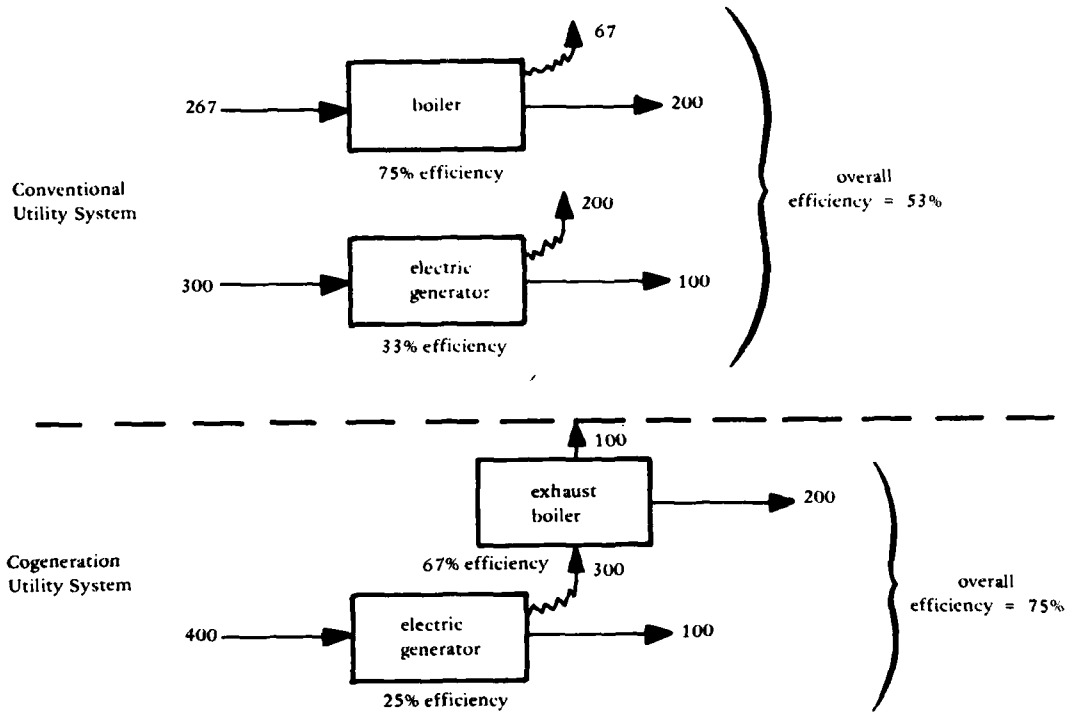 67
267
boiler
200
75% efficiency
Conventional
Utility System
overall
efficiency = 53%
200
300
electric
generator
100
33% efficiency
100
exhaust
boiler
200
67% efficiency
300
Cogeneration
Utility System
overall
efficiency = 75%
400
electric
generator
100
25% efficiency